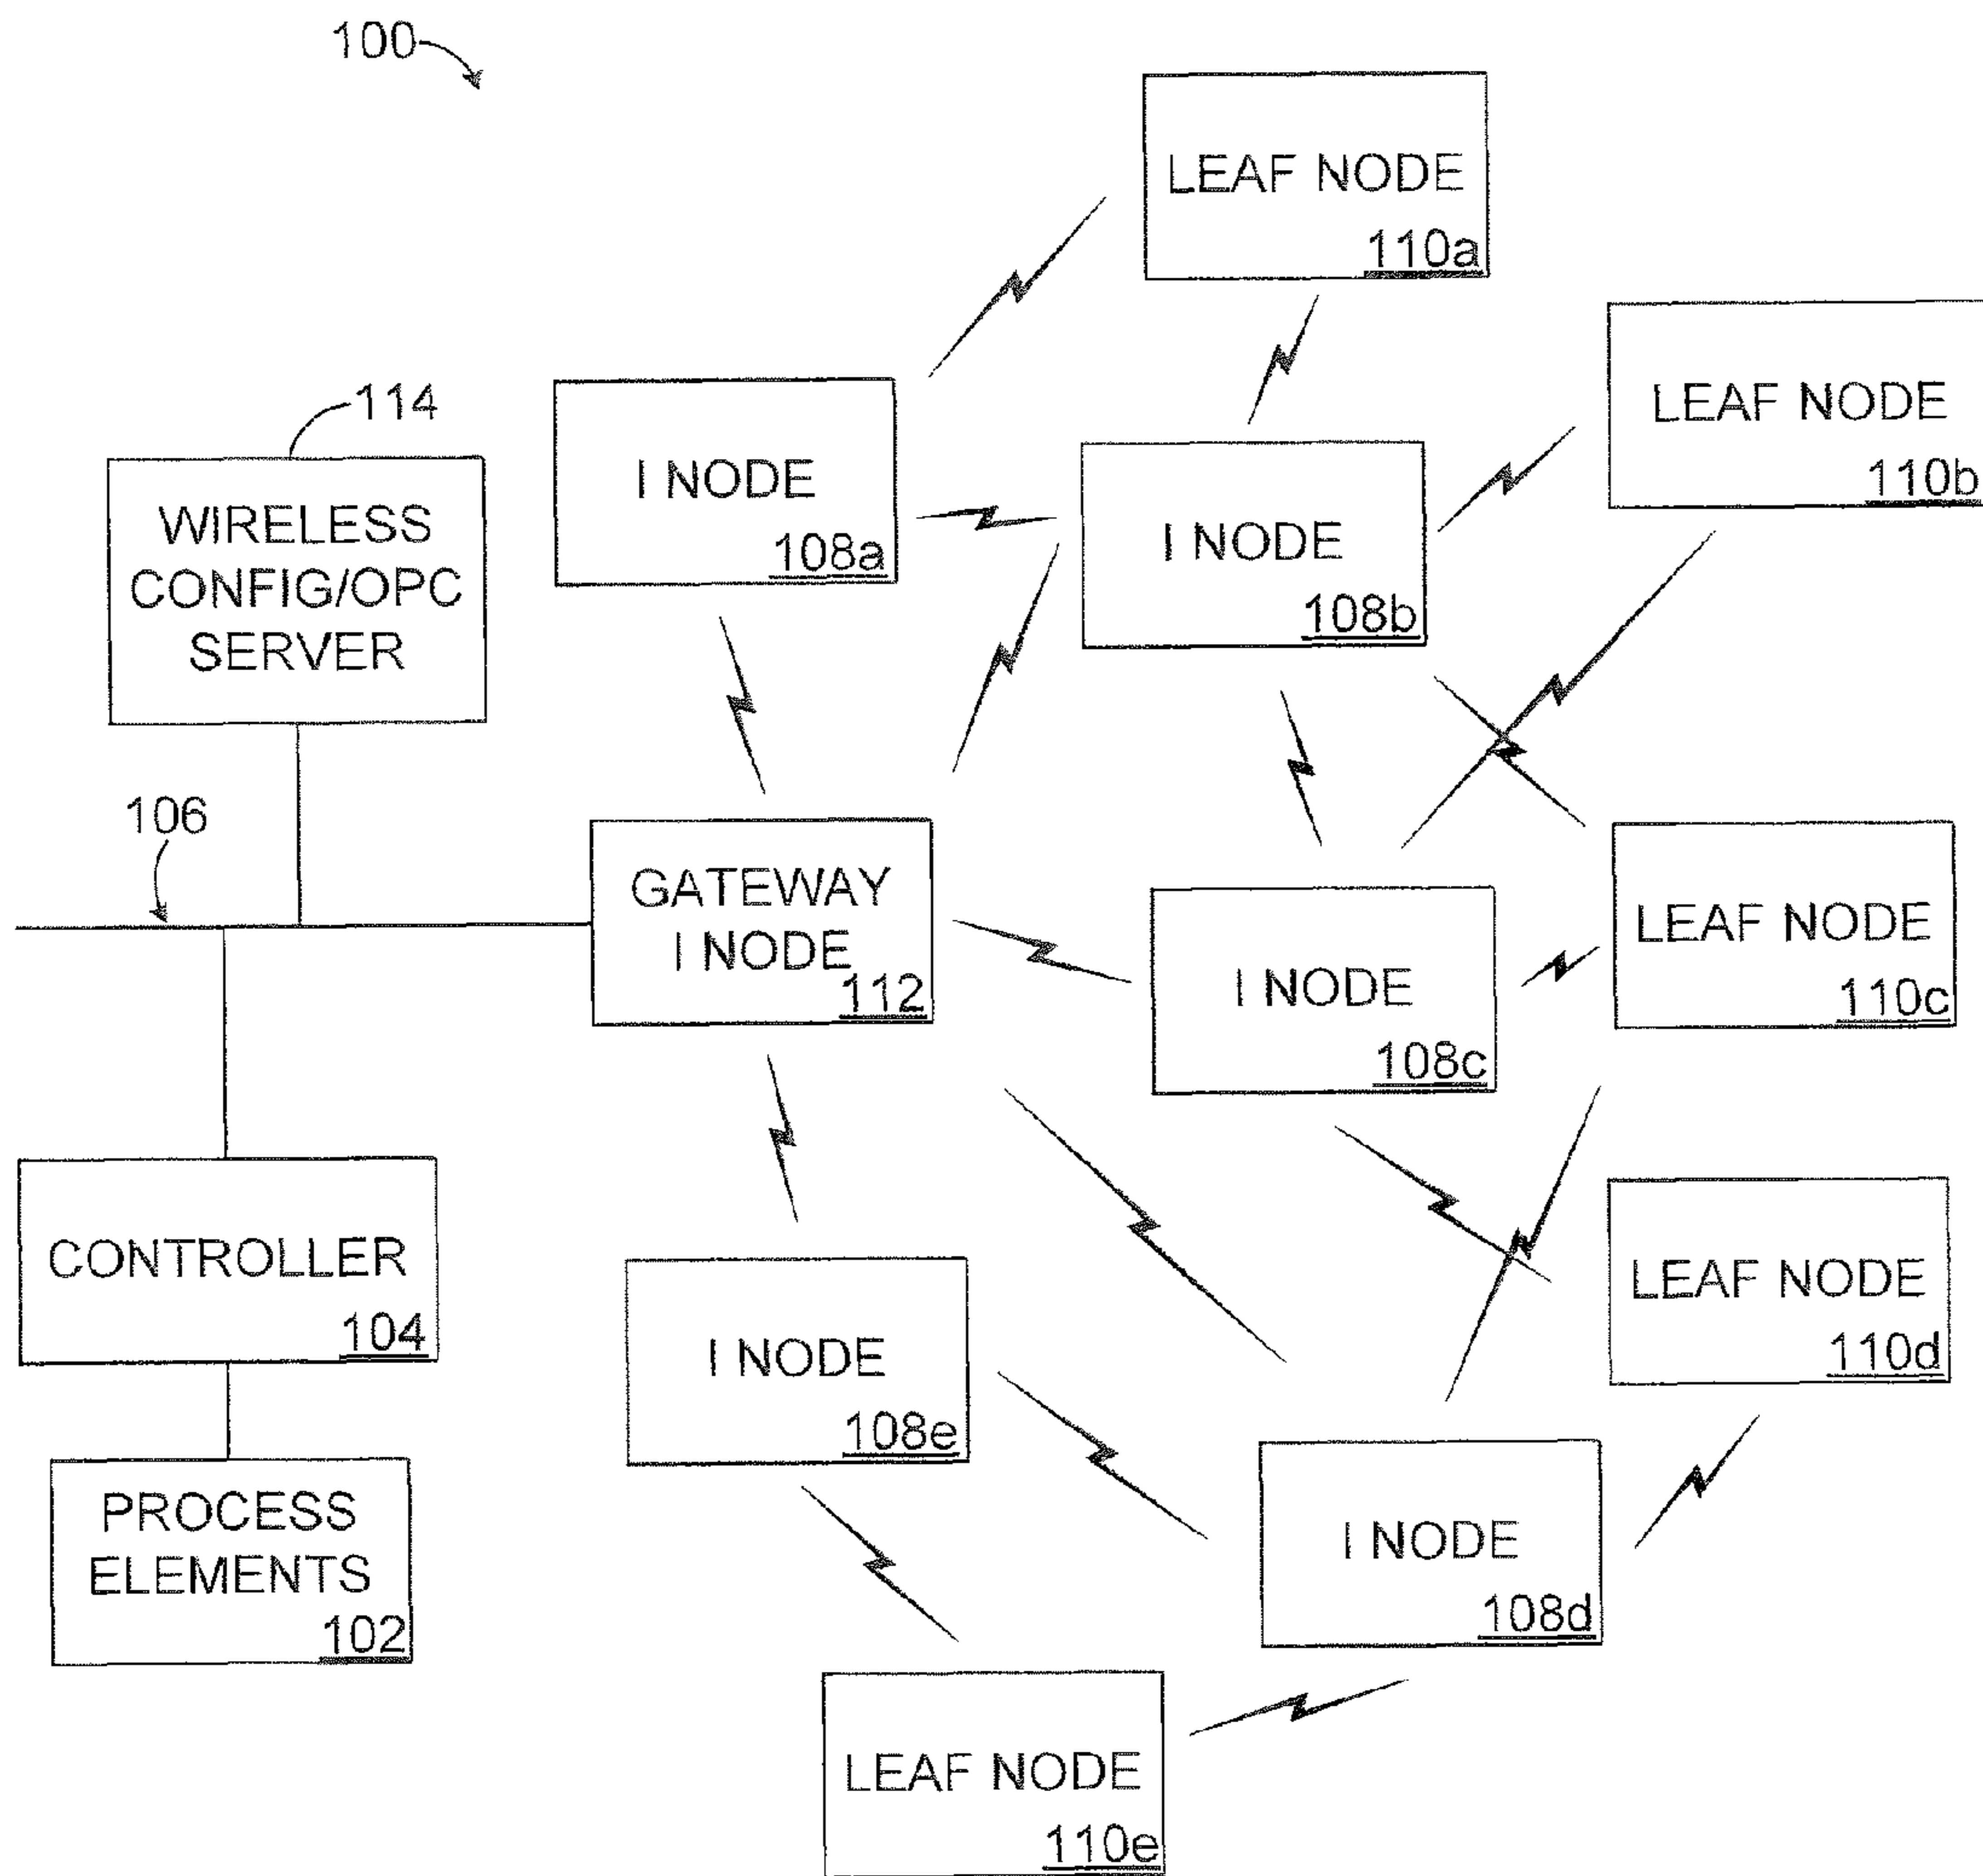 100
LEAF NODE
110a
LEAF NODE
110b
114
I NODE
108a
WIRELESS
CONFIG/OPC
SERVER
I NODE
108b
106
GATEWAY
I NODE
112
LEAF NODE
110c
I NODE
108c
CONTROLLER
104
LEAF NODE
110d
I NODE
108e
PROCESS
ELEMENTS
102
I NODE
108d
LEAF NODE
110e